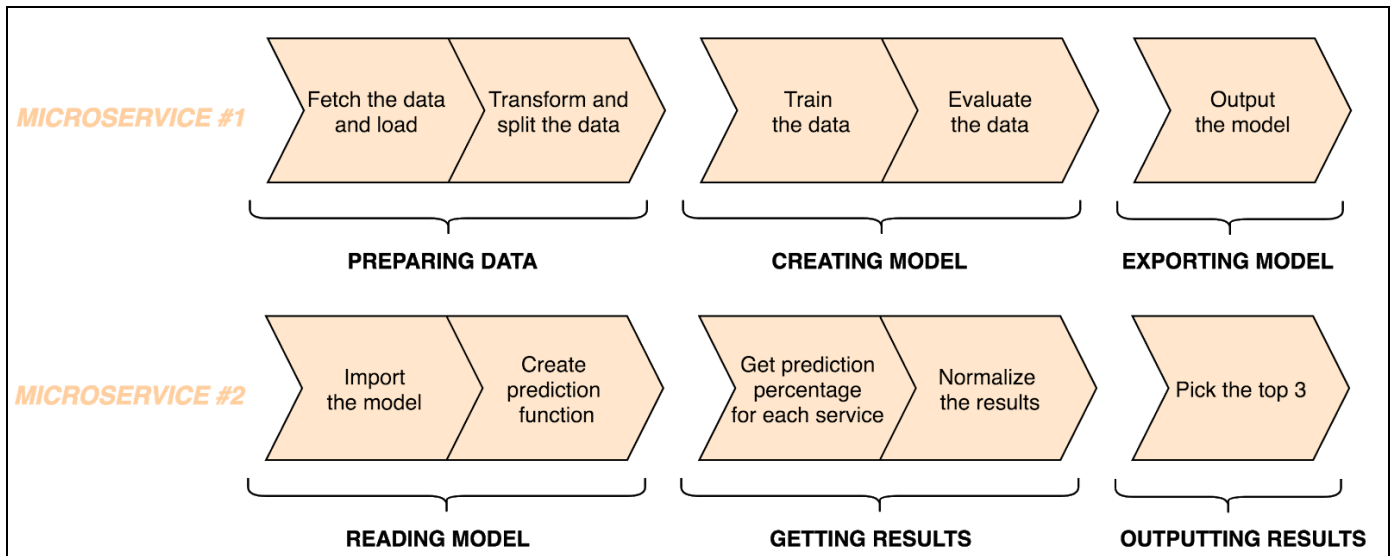 MICROSERVICE #1
Fetch the data
and load
Transform and
split the data
Train
the data
Evaluate
the data
Output
the model
PREPARING DATA
CREATING MODEL
EXPORTING MODEL
MICROSERVICE #2
Import
the model
Create
prediction
function
Get prediction
percentage
for each service
Normalize
the results
Pick the top 3
READING MODEL
GETTING RESULTS
OUTPUTTING RESULTS